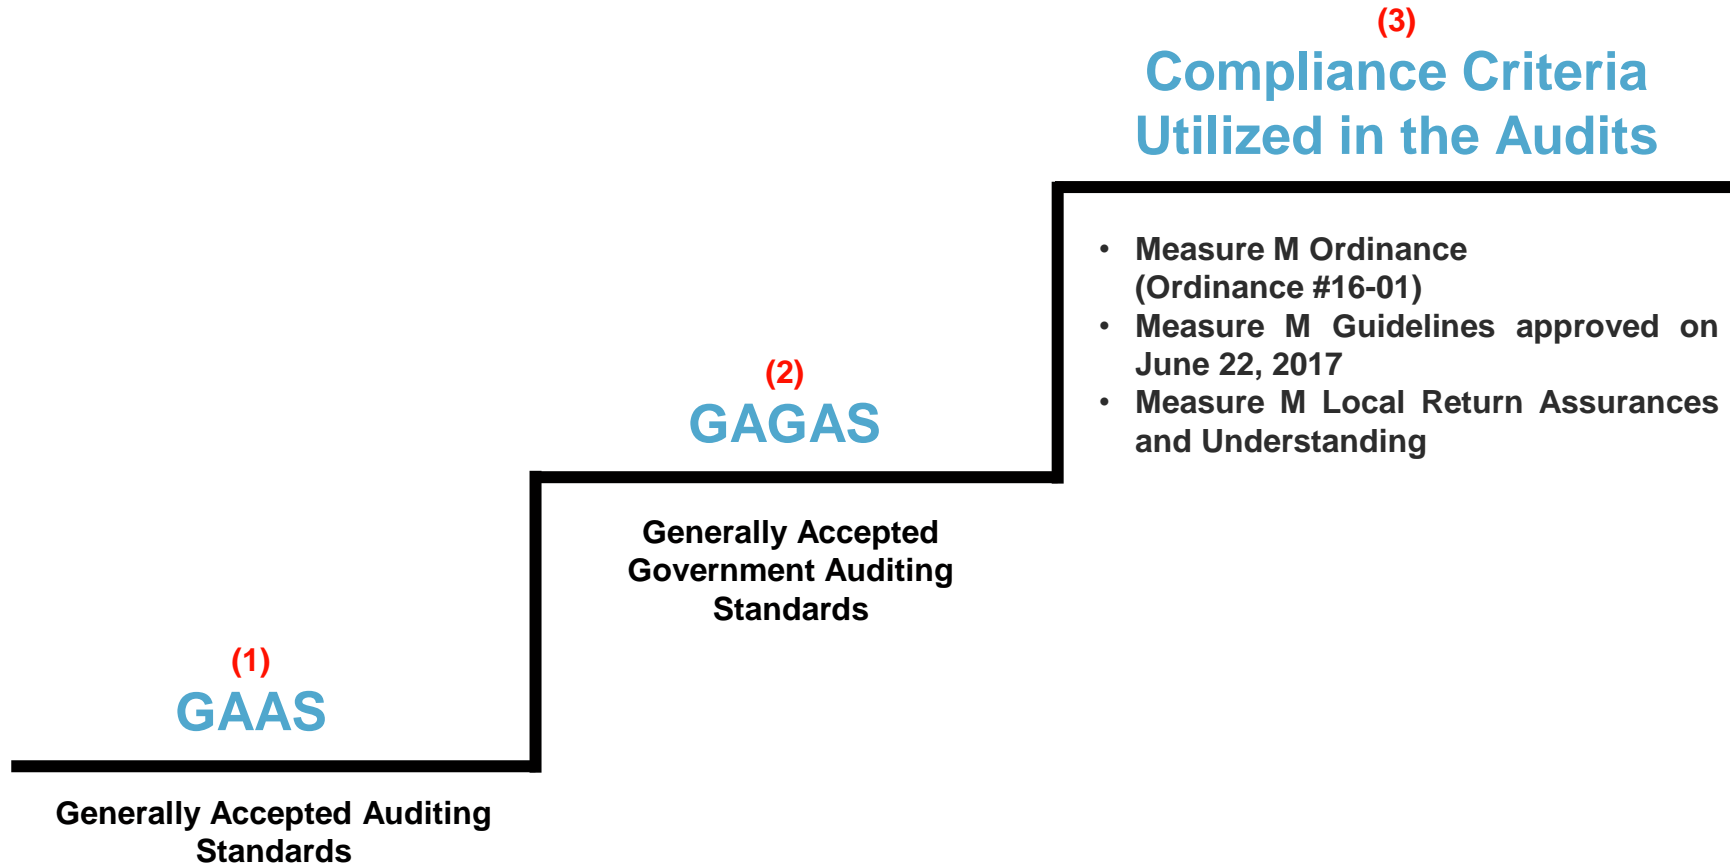 (1)
GAAS
Generally Accepted Auditing
Standards
(2)
GAGAS
Generally Accepted
Government Auditing
Standards
(3)
Compliance Criteria
Utilized in the Audits
• Measure M Ordinance
(Ordinance #16-01)
• Measure M Guidelines approved on
June 22, 2017
• Measure M Local Return Assurances
and Understanding